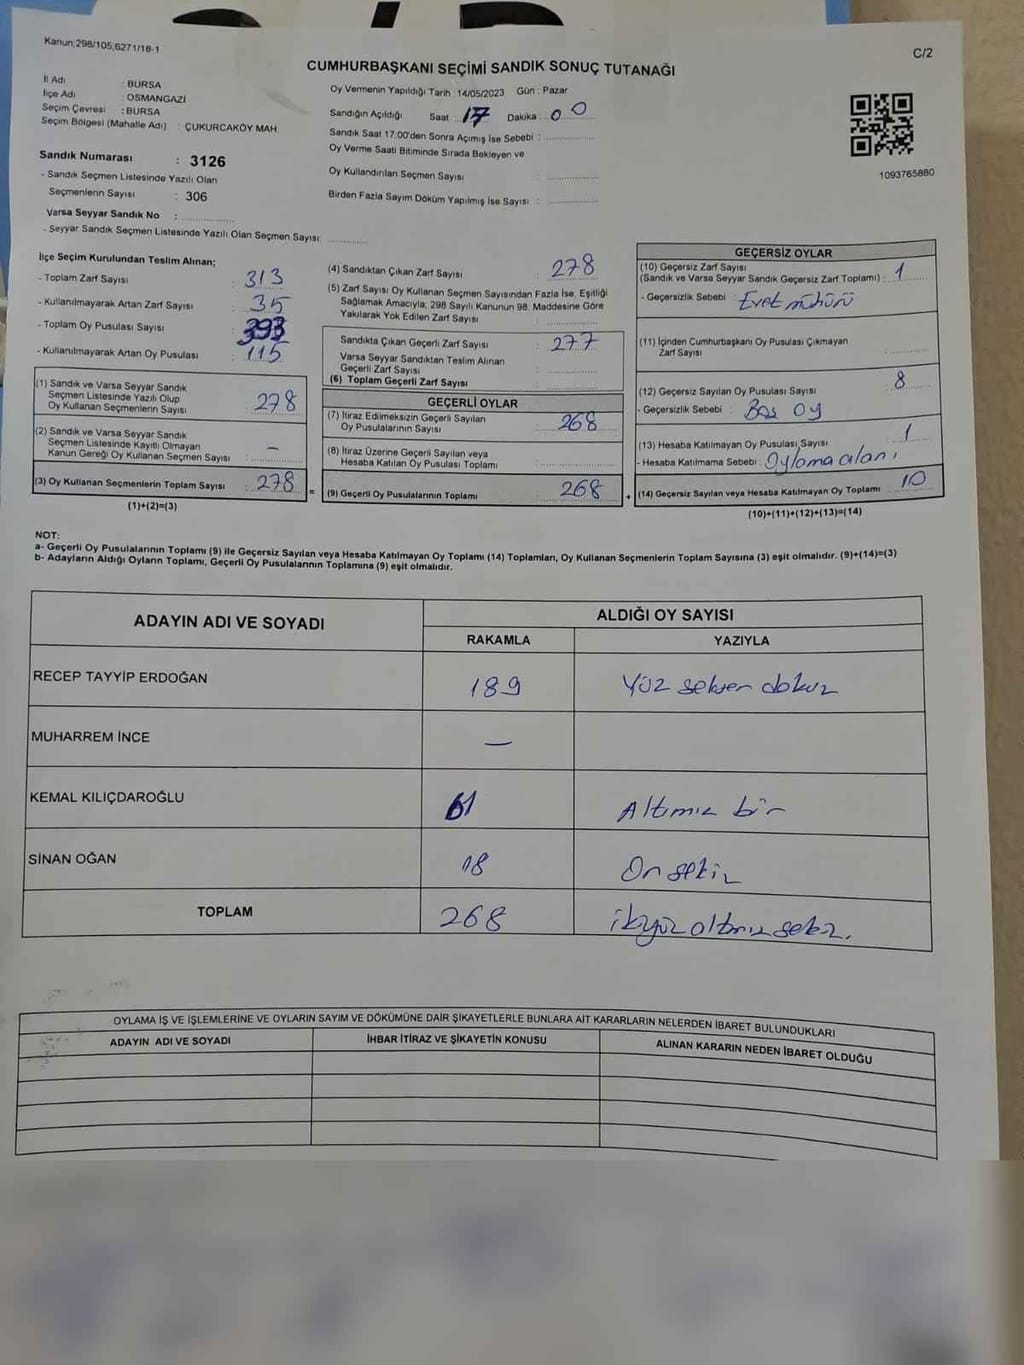 Kanun;298/105,6271/18-1
C/2
CUMHURBAŞKANI SEÇİMİ SANDIK SONUÇ TUTANAĞI
İl Adı : BURSA
İlçe Adı : OSMANGAZİ
Seçim Çevresi : BURSA
Seçim Bölgesi (Mahalle Adı) : ÇUKURCAKÖY MAH.
Sandık Numarası : 3126
- Sandık Seçmen Listesinde Yazılı Olan
Seçmenlerin Sayısı : 306
Varsa Seyyar Sandık No :
- Seyyar Sandık Seçmen Listesinde Yazılı Olan Seçmen Sayısı:
Oy Vermenin Yapıldığı Tarih :14/05/2023 Gün : Pazar
Sandığın Açıldığı Saat 17 Dakika 00
Sandık Saat 17:00'den Sonra Açımış İse Sebebi :
Oy Verme Saati Bitiminde Sırada Bekleyen ve
Oy Kullandırılan Seçmen Sayısı :
Birden Fazla Sayım Döküm Yapılmış İse Sayısı :
1093765880
İlçe Seçim Kurulundan Teslim Alınan;
- Toplam Zarf Sayısı : 313
- Kullanılmayarak Artan Zarf Sayısı : 35
- Toplam Oy Pusulası Sayısı : 393
- Kullanılmayarak Artan Oy Pusulası : 115
(1) Sandık ve Varsa Seyyar Sandık
Seçmen Listesinde Yazılı Olup
Oy Kullanan Seçmenlerin Sayısı : 278
(2) Sandık ve Varsa Seyyar Sandık
Seçmen Listesinde Kayıtlı Olmayan
Kanun Gereği Oy Kullanan Seçmen Sayısı : –
(3) Oy Kullanan Seçmenlerin Toplam Sayısı : 278
(1)+(2)=(3)
(4) Sandıktan Çıkan Zarf Sayısı : 278
(5) Zarf Sayısı Oy Kullanan Seçmen Sayısından Fazla İse, Eşitliği
Sağlamak Amacıyla; 298 Sayılı Kanunun 98. Maddesine Göre
Yakılarak Yok Edilen Zarf Sayısı :
Sandıkta Çıkan Geçerli Zarf Sayısı : 277
Varsa Seyyar Sandıktan Teslim Alınan
Geçerli Zarf Sayısı :
(6) Toplam Geçerli Zarf Sayısı :
GEÇERLİ OYLAR
(7) İtiraz Edilmeksizin Geçerli Sayılan
Oy Pusulalarının Sayısı : 268
(8) İtiraz Üzerine Geçerli Sayılan veya
Hesaba Katılan Oy Pusulası Toplamı :
(9) Geçerli Oy Pusulalarının Toplamı : 268
=
+
GEÇERSİZ OYLAR
(10) Geçersiz Zarf Sayısı
(Sandık ve Varsa Seyyar Sandık Geçersiz Zarf Toplamı) : 1
- Geçersizlik Sebebi : Evet mühürü
(11) İçinden Cumhurbaşkanı Oy Pusulası Çıkmayan
Zarf Sayısı :
(12) Geçersiz Sayılan Oy Pusulası Sayısı : 8
- Geçersizlik Sebebi : Boş oy
(13) Hesaba Katılmayan Oy Pusulası Sayısı : 1
- Hesaba Katılmama Sebebi : Oylama alanı
(14) Geçersiz Sayılan veya Hesaba Katılmayan Oy Toplamı : 10
(10)+(11)+(12)+(13)=(14)
NOT:
a- Geçerli Oy Pusulalarının Toplamı (9) ile Geçersiz Sayılan veya Hesaba Katılmayan Oy Toplamı (14) Toplamları, Oy Kullanan Seçmenlerin Toplam Sayısına (3) eşit olmalıdır. (9)+(14)=(3)
b- Adayların Aldığı Oyların Toplamı, Geçerli Oy Pusulalarının Toplamına (9) eşit olmalıdır.
ADAYIN ADI VE SOYADI
ALDIĞI OY SAYISI
RAKAMLA YAZIYLA
RECEP TAYYİP ERDOĞAN 189 Yüz seksen dokuz
MUHARREM İNCE –
KEMAL KILIÇDAROĞLU 61 Altmız bir
SİNAN OĞAN 18 On sekiz
TOPLAM 268 ikiyüz altmız sekiz.
OYLAMA İŞ VE İŞLEMLERİNE VE OYLARIN SAYIM VE DÖKÜMÜNE DAİR ŞİKAYETLERLE BUNLARA AİT KARARLARIN NELERDEN İBARET BULUNDUKLARI
ADAYIN ADI VE SOYADI İHBAR İTİRAZ VE ŞİKAYETİN KONUSU ALINAN KARARIN NEDEN İBARET OLDUĞU